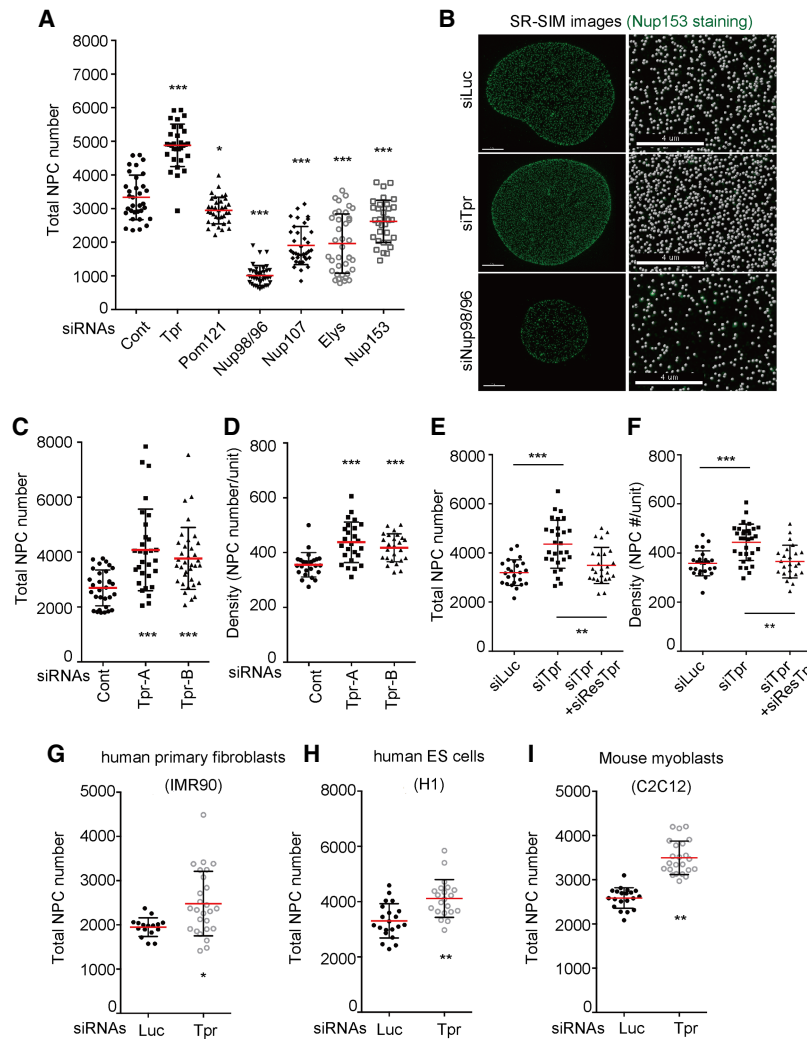 A
Total NPC number
8000
7000
6000
5000
4000
3000
2000
1000
0
***
*
***
***
***
***
siRNAs
Cont
Tpr
Pom121
Nup98/96
Nup107
Elys
Nup153
B
SR-SIM images (Nup153 staining)
siLuc
4 um
siTpr
4 um
siNup98/96
4 um
C
Total NPC number
8000
6000
4000
2000
0
***
***
siRNAs
Cont
Tpr-A
Tpr-B
D
Density (NPC number/unit)
800
600
400
200
0
***
***
siRNAs
Cont
Tpr-A
Tpr-B
E
Total NPC number
8000
6000
4000
2000
0
***
**
siLuc
siTpr
siTpr
+siResTpr
F
Density (NPC #/unit)
800
600
400
200
0
***
**
siLuc
siTpr
siTpr
+siResTp
G
human primary fibroblasts
(IMR90)
Total NPC number
5000
4000
3000
2000
1000
0
*
siRNAs
Luc
Tpr
H
human ES cells
(H1)
Total NPC number
8000
6000
4000
2000
0
**
siRNAs
Luc
Tpr
I
Mouse myoblasts
(C2C12)
Total NPC number
5000
4000
3000
2000
1000
0
**
siRNAs
Luc
Tpr